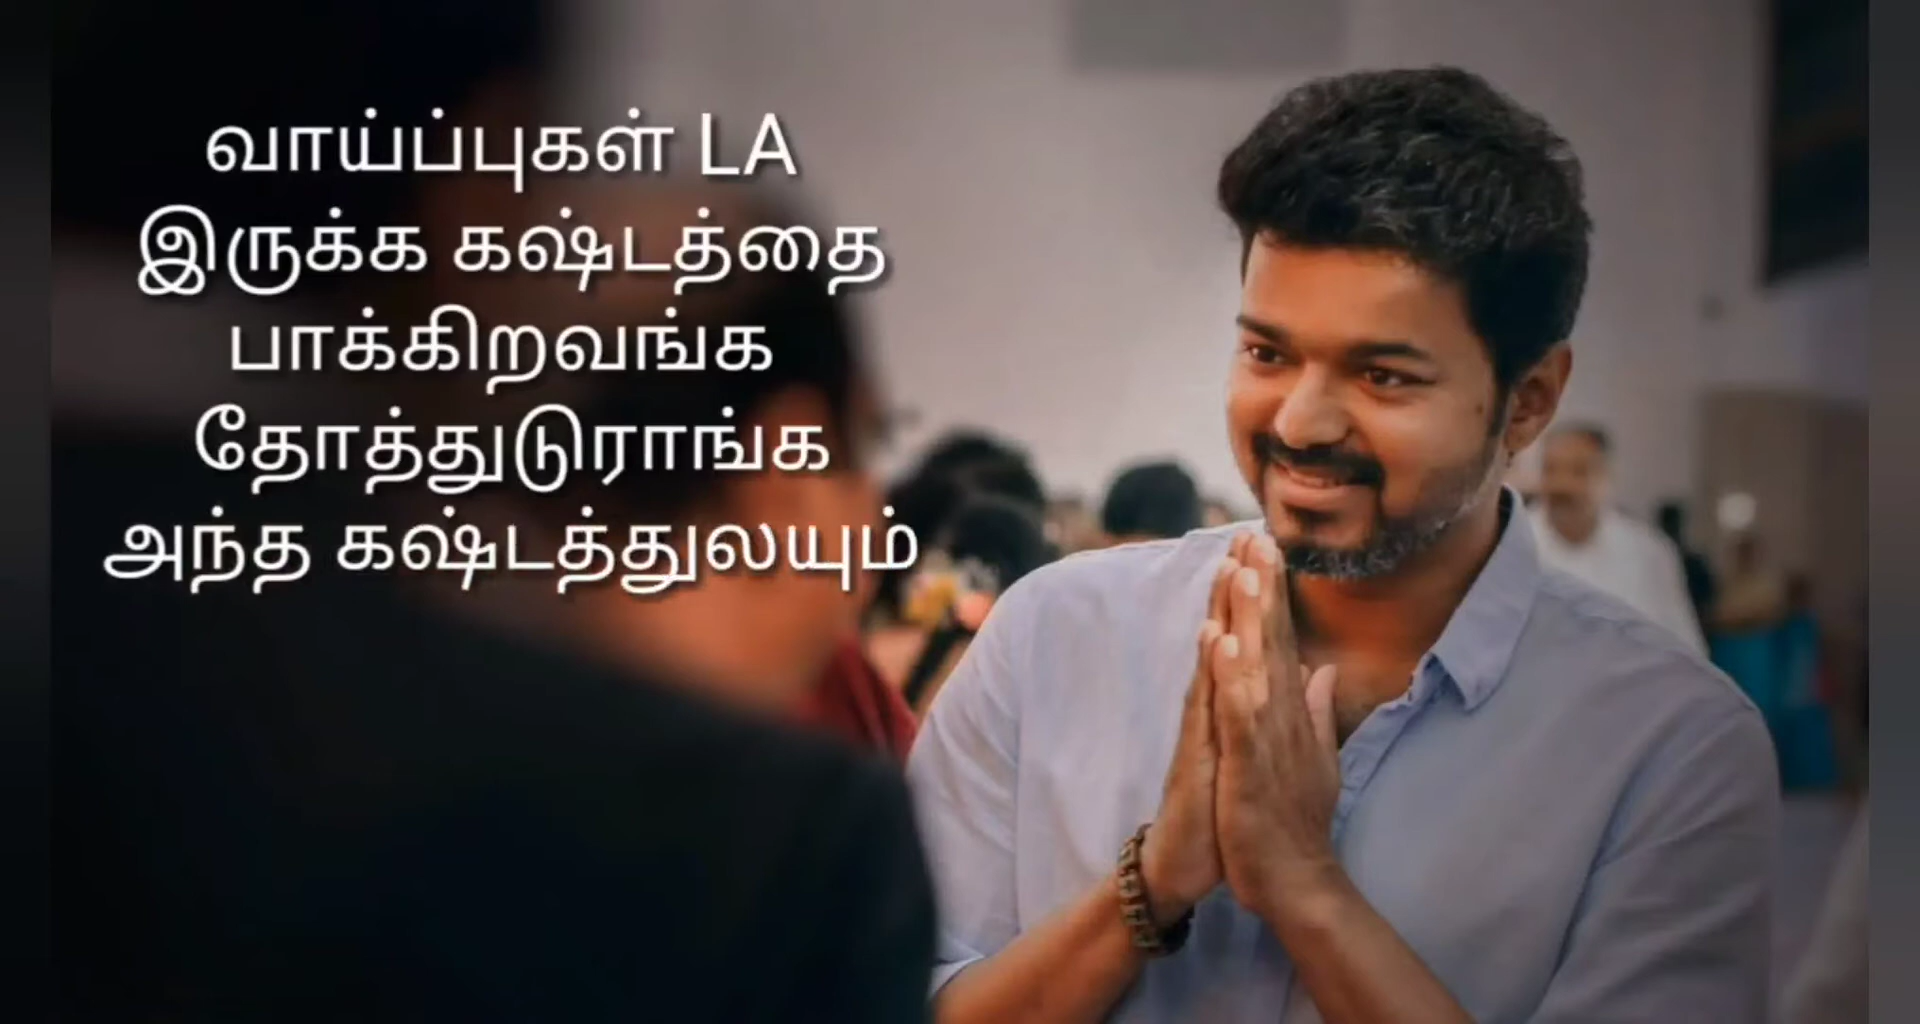 வாய்ப்புகள் LA
இருக்க கஷ்டத்தை
பாக்கிறவங்க
தோத்துடுராங்க
அந்த கஷ்டத்துலயும்